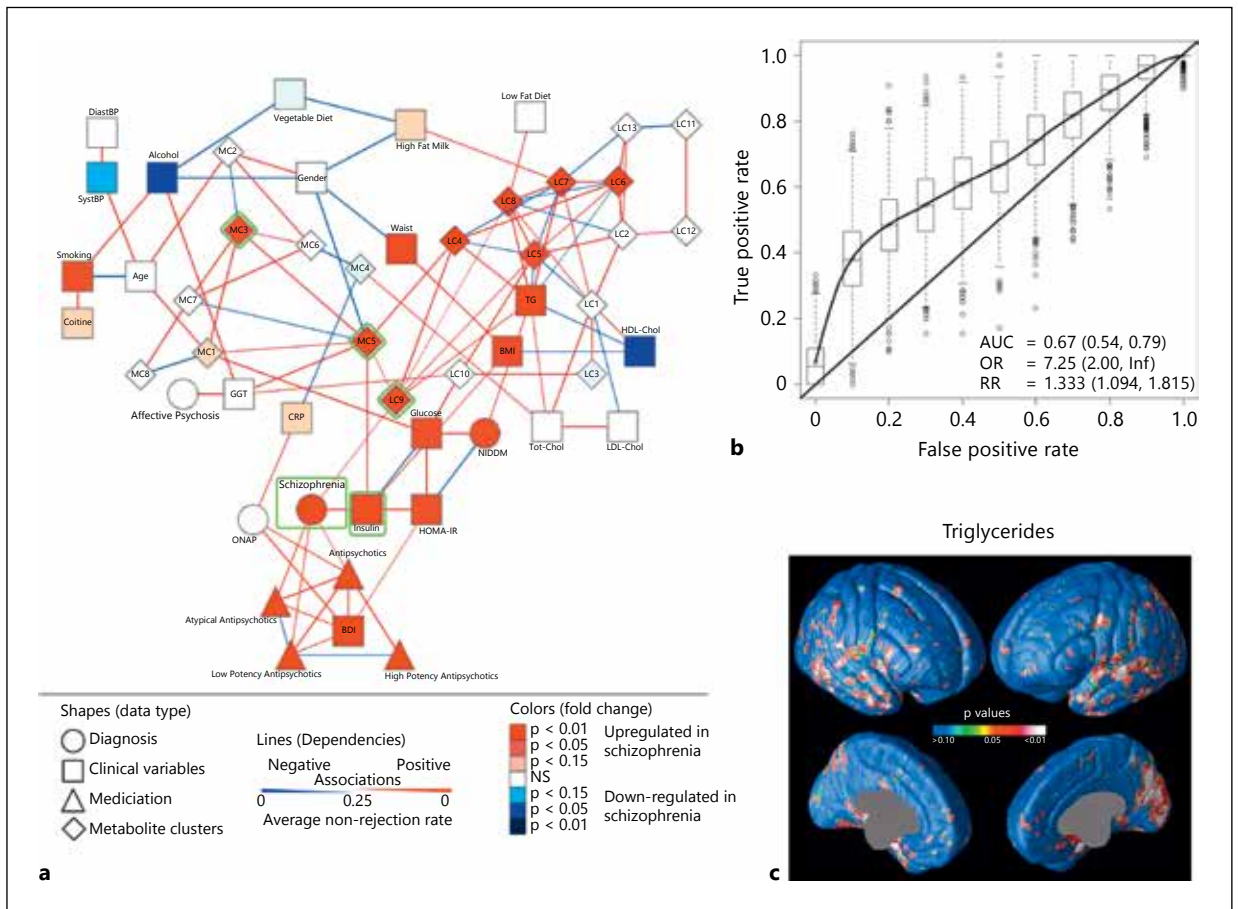 DiastBP
Vegetable Diet
Low Fat Diet
High Fat Milk
MC2
LC13
LC11
Alcohol
SystBP
Gender
LC7
LC6
LC8
MC3
MC6
Waist
LC4
LC2
LC12
LC5
Smoking
Age
MC4
MC7
TG
LC1
Coitine
HDL-Chol
MC5
BMI
MC1
MC8
LC10
LC3
GGT
Affective Psychosis
LC9
CRP
Glucose
NIDDM
Tot-Chol
LDL-Chol
Schizophrenia
Insulin
HOMA-IR
ONAP
Antipsychotics
Atypical Antipsychotics
BDI
Low Potency Antipsychotics
High Potency Antipsychotics
Shapes (data type)
Diagnosis
Clinical variables
Mediciation
Metabolite clusters
Lines (Dependencies)
Negative Positive
Associations
0 0.25 0
Average non-rejection rate
Colors (fold change)
p < 0.01
p < 0.05
p < 0.15
NS
p < 0.15
p < 0.05
p < 0.01
Upregulated in
schizophrenia
Down-regulated in
schizophrenia
a
True positive rate
1.0
0.8
0.6
0.4
0.2
0
AUC = 0.67 (0.54, 0.79)
OR = 7.25 (2.00, Inf)
RR = 1.333 (1.094, 1.815)
0 0.2 0.4 0.6 0.8 1.0
False positive rate
b
Triglycerides
p values
>0.10 0.05 <0.01
c